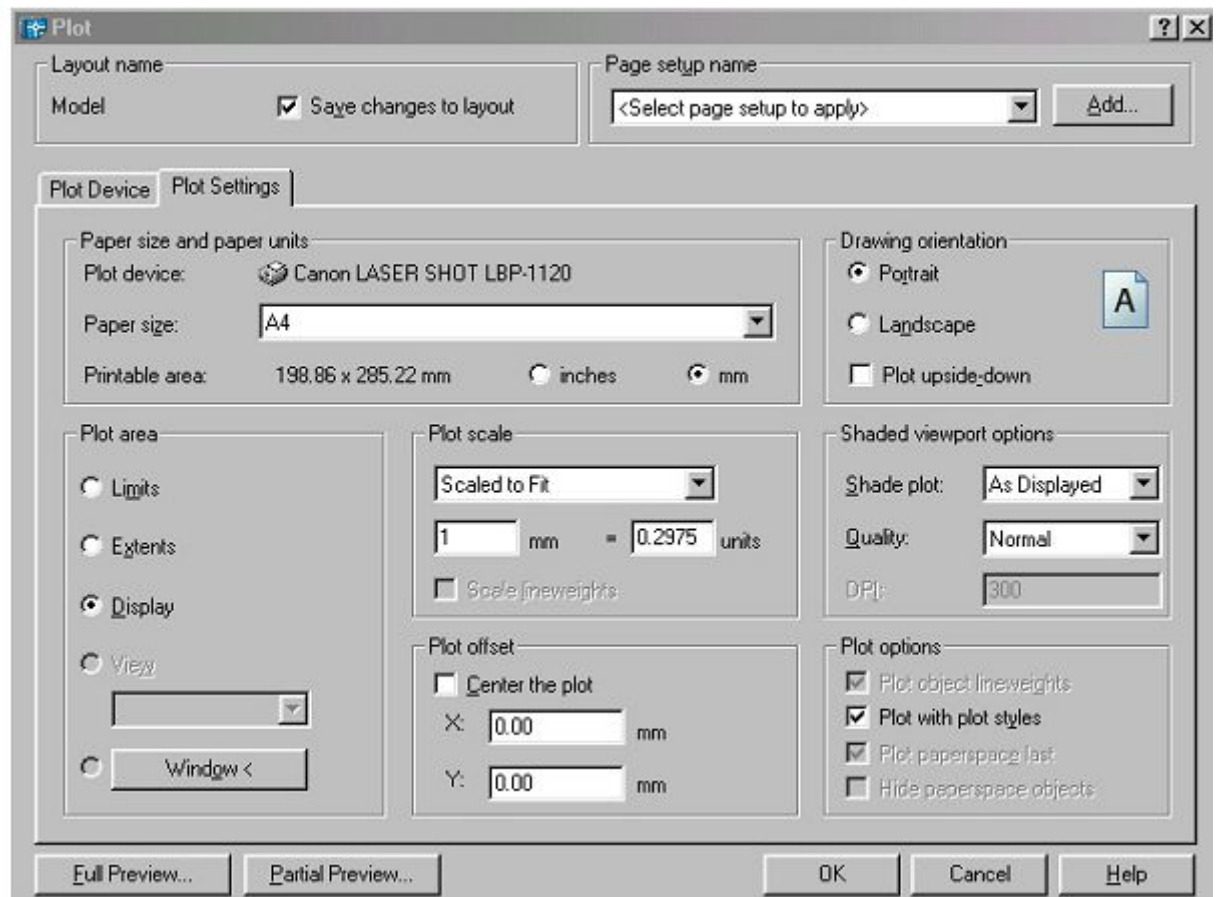 Plot
Layout name
Model
Save changes to layout
Page setup name
<Select page setup to apply>
Add...
Plot Device
Plot Settings
Paper size and paper units
Plot device:
Canon LASER SHOT LBP-1120
Paper size:
A4
Printable area:
198.86 x 285.22 mm
inches
mm
Drawing orientation
Portrait
Landscape
Plot upside-down
A
Plot area
Limits
Extents
Display
View
Window <
Plot scale
Scaled to Fit
1 mm = 0.2975 units
Scale lineweights
Plot offset
Center the plot
X: 0.00 mm
Y: 0.00 mm
Shaded viewport options
Shade plot: As Displayed
Quality: Normal
DPI: 300
Plot options
Plot object lineweights
Plot with plot styles
Plot paperspace last
Hide paperspace objects
Full Preview...
Partial Preview...
OK
Cancel
Help